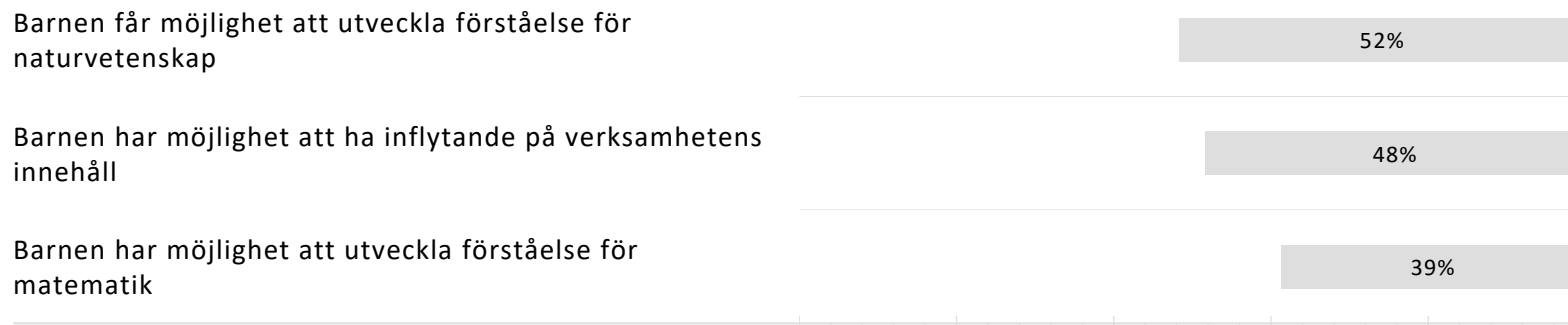 Barnen får möjlighet att utveckla förståelse för
naturvetenskap
52%
Barnen har möjlighet att ha inflytande på verksamhetens
innehåll
48%
Barnen har möjlighet att utveckla förståelse för
matematik
39%